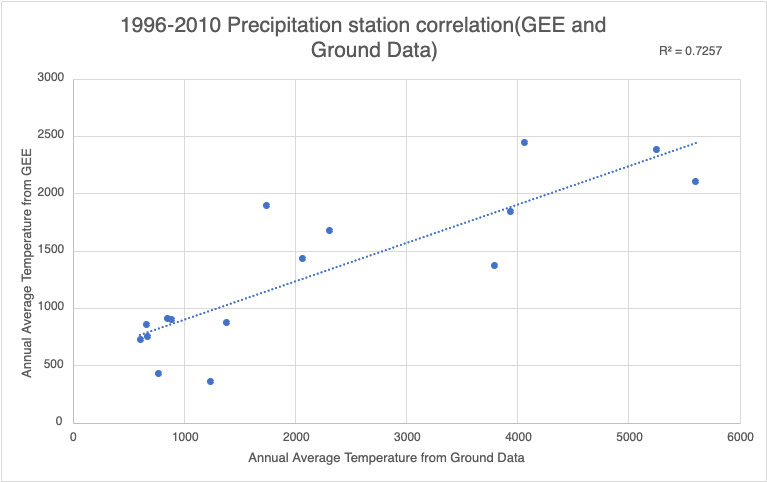 1996-2010 Precipitation station correlation(GEE and
Ground Data)
R² = 0.7257
3000
2500
2000
1500
1000
500
0
Annual Average Temperature from GEE
0 1000 2000 3000 4000 5000 6000
Annual Average Temperature from Ground Data